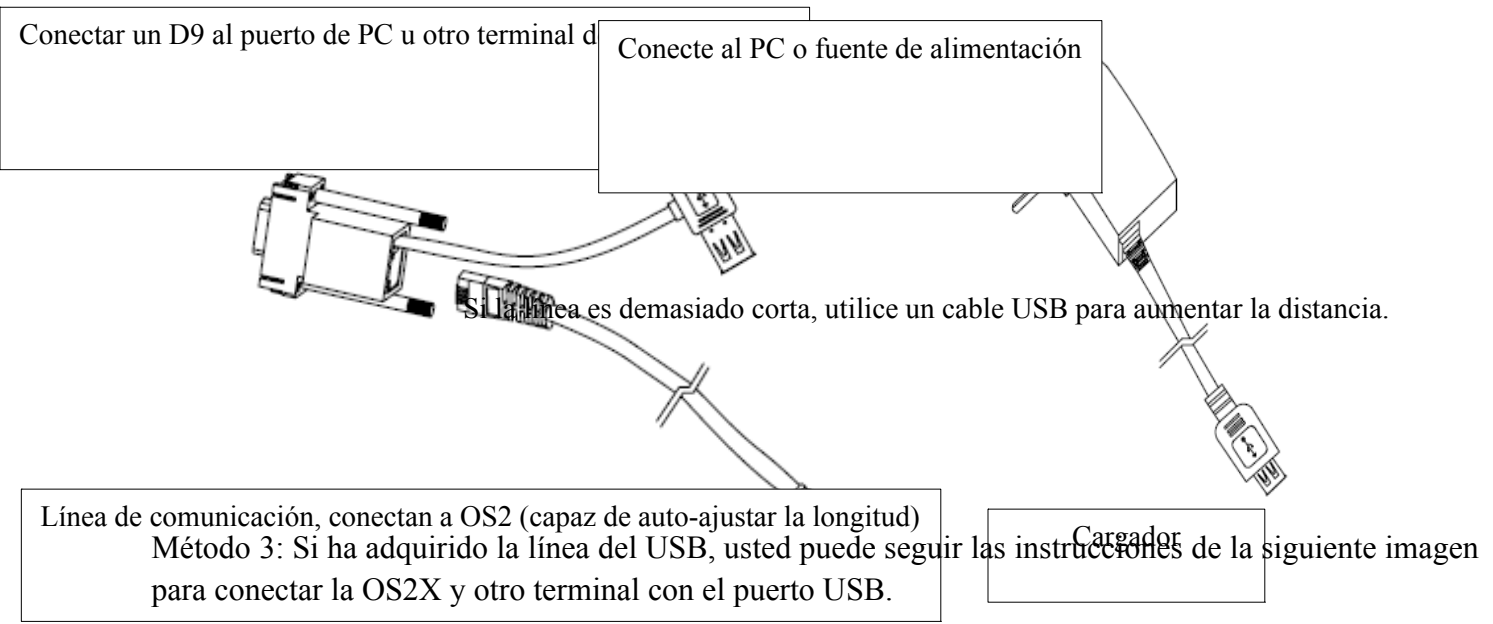 Conectar un D9 al puerto de PC u otro terminal d
Conecte al PC o fuente de alimentación
Si la línea es demasiado corta, utilice un cable USB para aumentar la distancia.
Línea de comunicación, conectan a OS2 (capaz de auto-ajustar la longitud)
Cargador
Método 3: Si ha adquirido la línea del USB, usted puede seguir las instrucciones de la siguiente imagen
para conectar la OS2X y otro terminal con el puerto USB.